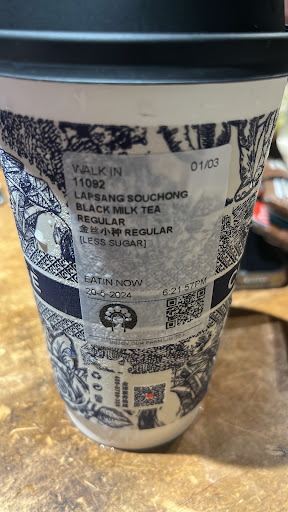 WALK IN 01/03
11092
LAPSANG SOUCHONG
BLACK MILK TEA
REGULAR
金丝小种 REGULAR
[LESS SUGAR]
EATIN NOW
20-6-2024 6:21:57PM